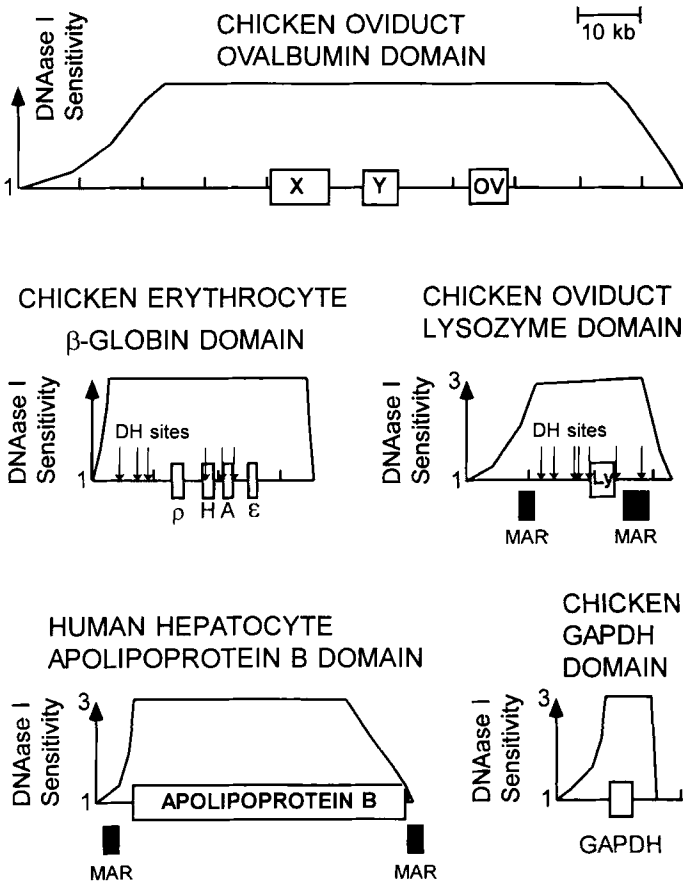 CHICKEN OVIDUCT
OVALBUMIN DOMAIN
10 kb
DNAase I
Sensitivity
1
X
Y
OV
CHICKEN ERYTHROCYTE
β-GLOBIN DOMAIN
DNAase I
Sensitivity
1
DH sites
ρ
H
A
ε
CHICKEN OVIDUCT
LYSOZYME DOMAIN
DNAase I
Sensitivity
3
1
DH sites
Ly
MAR
MAR
HUMAN HEPATOCYTE
APOLIPOPROTEIN B DOMAIN
DNAase I
Sensitivity
3
1
APOLIPOPROTEIN B
MAR
MAR
CHICKEN
GAPDH
DOMAIN
DNAase I
Sensitivity
3
1
GAPDH